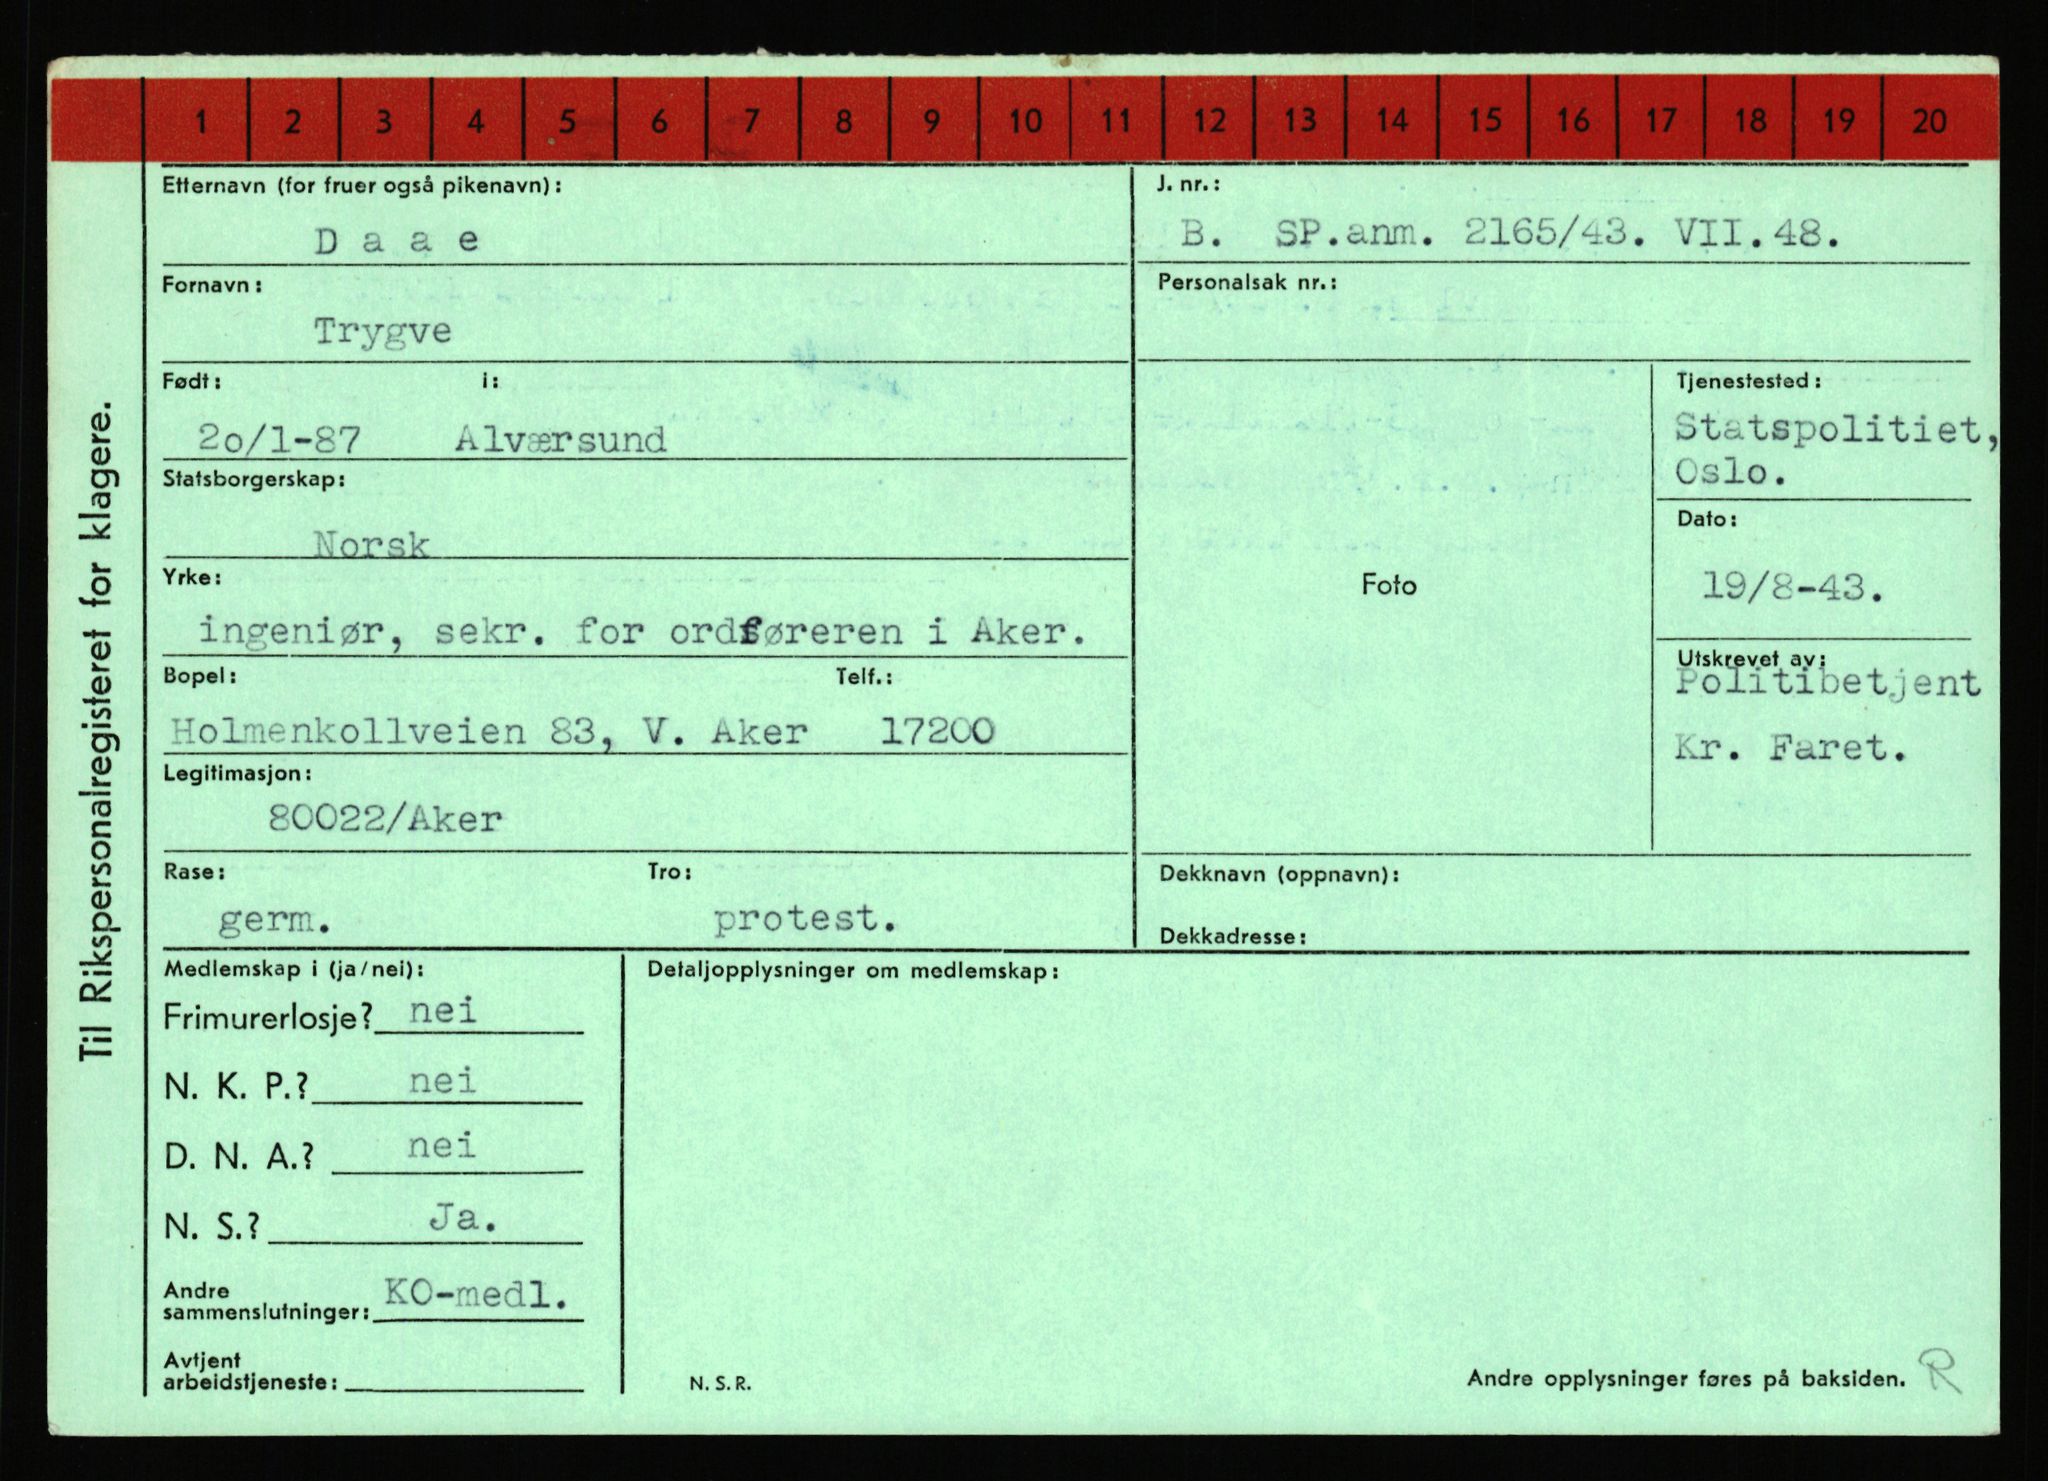 1 2 3 4 5 6 7 8 9 10 11 12 13 14 15 16 17 18 19 20
Til Rikspersonalregisteret for klagere.
Etternavn (for fruer også pikenavn):
Daae
Fornavn:
Trygve
Født: i:
2o/1-87 Alværsund
Statsborgerskap:
Norsk
Yrke:
ingeniør, sekr. for ordføreren i Aker.
Bopel: Telf.:
Holmenkollveien 83, V. Aker 17200
Legitimasjon:
80022/Aker
Rase: Tro:
germ. protest.
J. nr.:
B. SP.anm. 2165/43. VII.48.
Personalsak nr.:
Foto
Tjenestested:
Statspolitiet,
Oslo.
Dato:
19/8-43.
Utskrevet av:
Politibetjent
Kr. Faret.
Dekknavn (oppnavn):
Dekkadresse:
Medlemskap i (ja/nei):
Frimurerlosje? nei
N. K. P.? nei
D. N. A.? nei
N. S.? Ja.
Andre
sammenslutninger: KO-medl.
Avtjent
arbeidstjeneste:
Detaljopplysninger om medlemskap:
N. S. R.
Andre opplysninger føres på baksiden. R